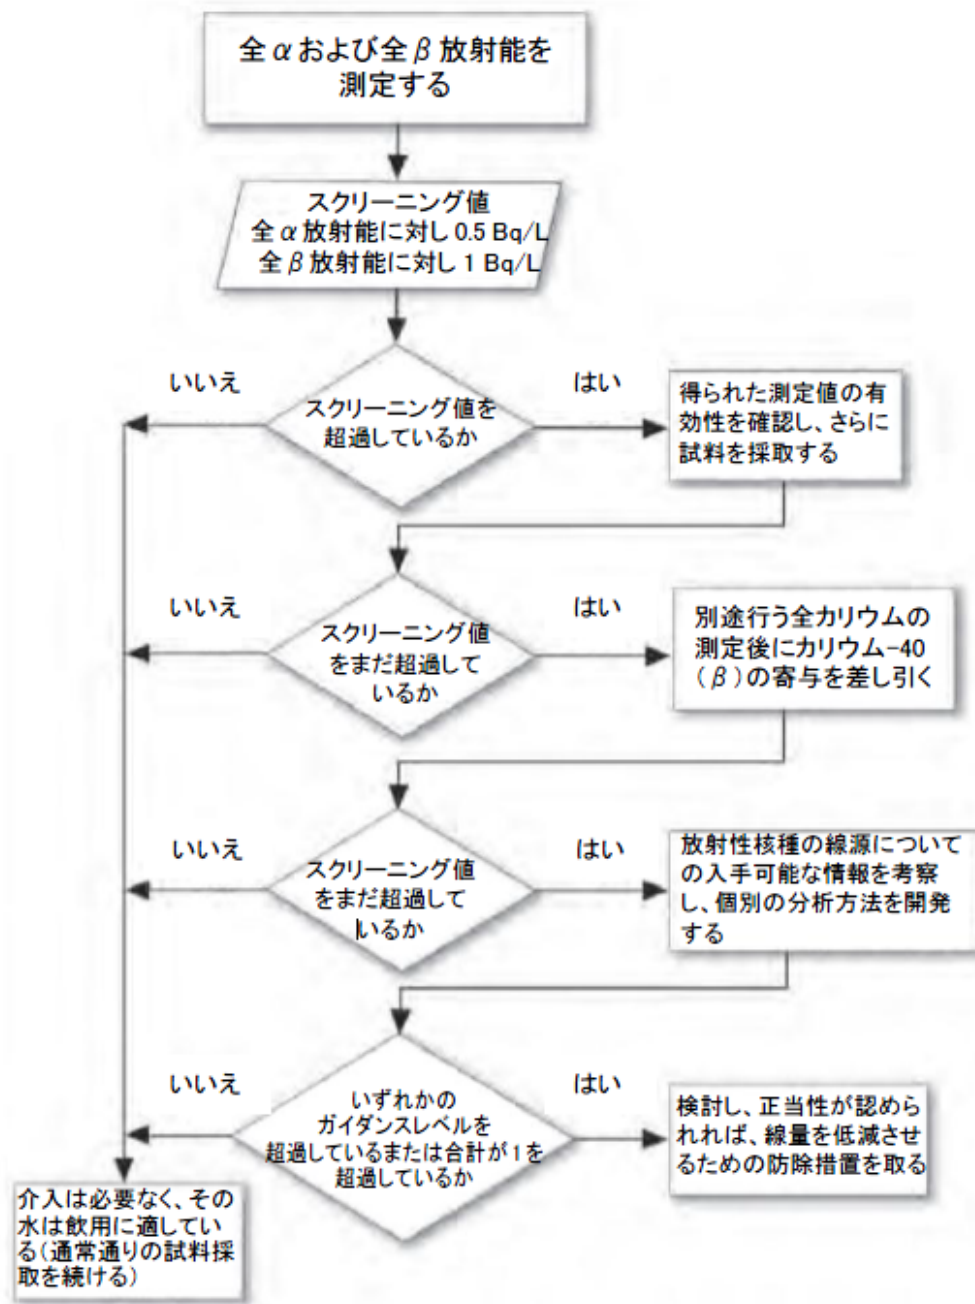 全α および全β 放射能を
測定する
スクリーニング値
全α 放射能に対し 0.5 Bq/L
全β 放射能に対し 1 Bq/L
いいえ
はい
スクリーニング値を
超過しているか
得られた測定値の有
効性を確認し、さらに
試料を採取する
いいえ
はい
スクリーニング値
をまだ超過して
いるか
別途行う全カリウムの
測定後にカリウム-40
(β)の寄与を差し引く
いいえ
はい
スクリーニング値
をまだ超過して
いるか
放射性核種の線源について
の入手可能な情報を考察
し、個別の分析方法を開発
する
いいえ
はい
いずれかの
ガイダンスレベルを
超過しているまたは合計が1を
超過しているか
検討し、正当性が認めら
れれば、線量を低減させ
るための防除措置を取る
介入は必要なく、その
水は飲用に適してい
る(通常通りの試料採
取を続ける)